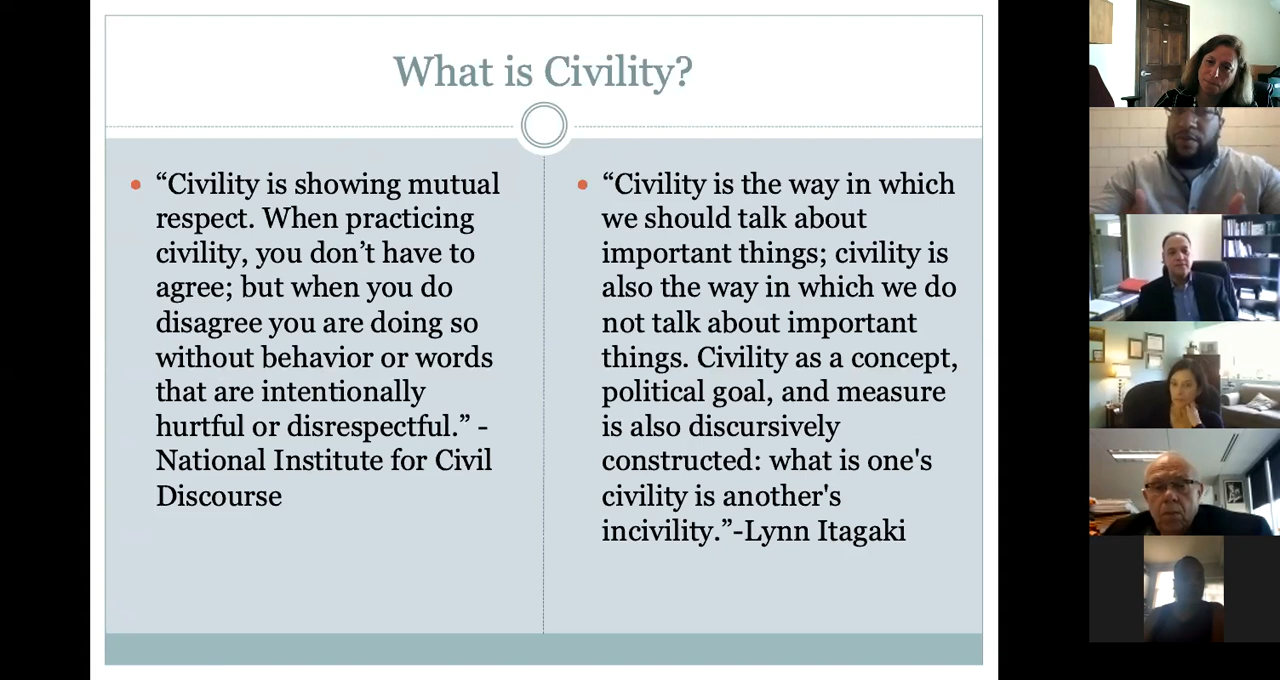 What is Civility?
• “Civility is showing mutual
respect. When practicing
civility, you don’t have to
agree; but when you do
disagree you are doing so
without behavior or words
that are intentionally
hurtful or disrespectful.” -
National Institute for Civil
Discourse
• “Civility is the way in which
we should talk about
important things; civility is
also the way in which we do
not talk about important
things. Civility as a concept,
political goal, and measure
is also discursively
constructed: what is one's
civility is another's
incivility.”-Lynn Itagaki